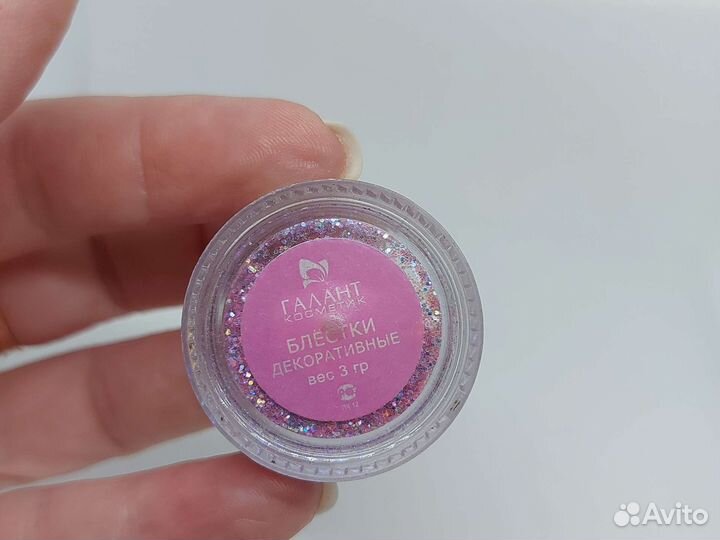 ГАЛАНТ
КОСМЕТИК
БЛЕСТКИ
ДЕКОРАТИВНЫЕ
вес 3 гр
Avito